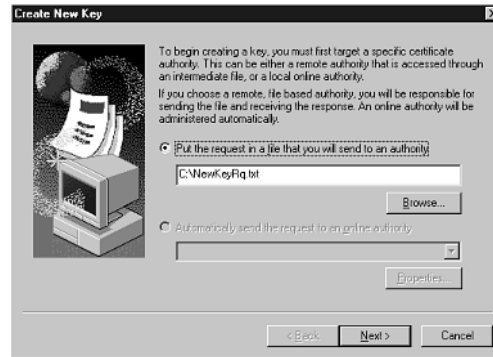 Create New Key
To begin creating a key, you must first target a specific certificate
authority. This can be either a remote authority that is accessed through
an intermediate file, or a local online authority.
If you choose a remote, file based authority, you will be responsible for
sending the file and receiving the response. An online authority will be
administered automatically.
Put the request in a file that you will send to an authority
C:\NewKeyRq.txt
Browse...
Automatically send the request to an online authority
Properties...
< Back
Next >
Cancel